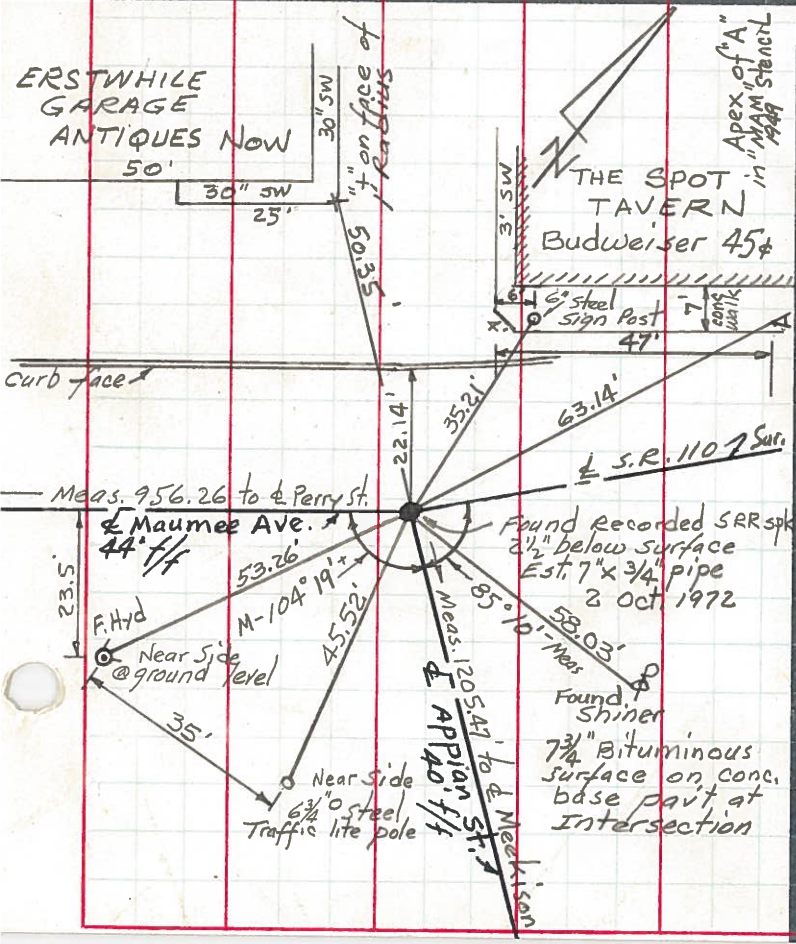 ERSTWHILE
GARAGE
ANTIQUES NOW
50'
30" SW
25'
30" SW
"+" on face of
1' Radius
50.35'
Apex of "A"
in "MAM" Stencil
1949
N
THE SPOT
TAVERN
Budweiser 45¢
3' SW
6'
6" Steel
Sign Post
7'
conc
walk
A
47'
curb face
22.14'
35.21'
63.14'
℄ S.R. 110 Sur.
Meas. 956.26 to ℄ Perry St.
℄ Maumee Ave.
44' f/f
Found Recorded SRR spk
2½" below surface
Est. 7" x ¾" pipe
2 Oct. 1972
23.5'
53.26'
M-104° 19'±
45.52'
85° 10'-Meas
58.03'
F. Hyd
Near Side
@ground level
35'
Near Side
6¾"O Steel
Traffic lite pole
Meas. 1205.47' to ℄ Meekison
℄ Appian St.
40' f/f
Found
Shiner
7¾" Bituminous
surface on conc.
base pav't at
Intersection